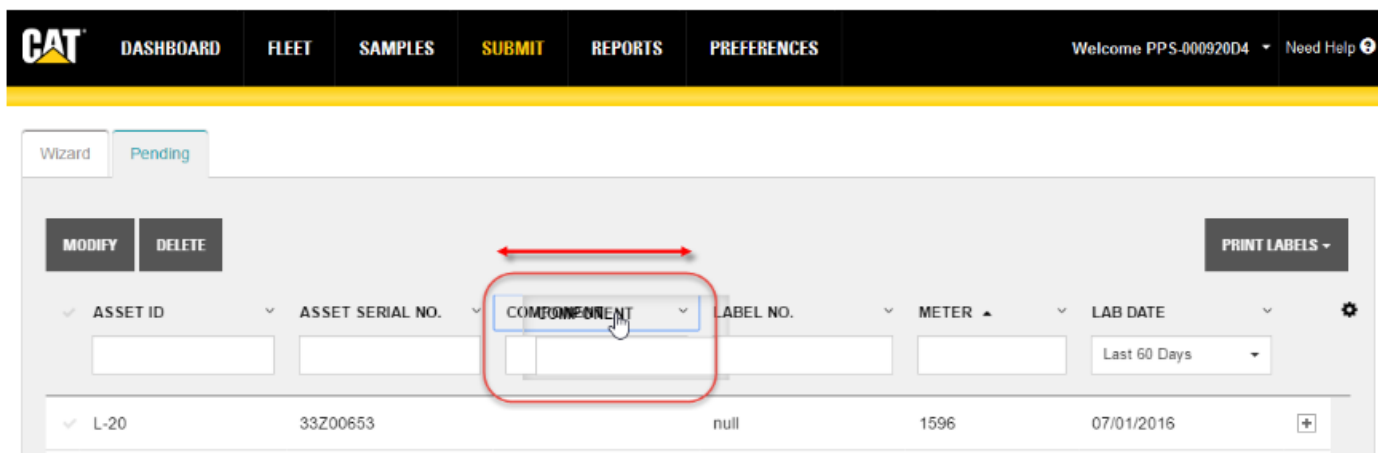 CAT DASHBOARD FLEET SAMPLES SUBMIT REPORTS PREFERENCES Welcome PPS-000920D4 Need Help
Wizard Pending
MODIFY DELETE PRINT LABELS
ASSET ID ASSET SERIAL NO. COMPONENT COMPONENT LABEL NO. METER LAB DATE
Last 60 Days
L-20 33Z00653 null 1596 07/01/2016